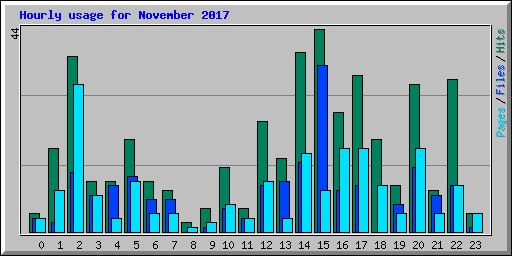 Hourly usage for November 2017
44
Pages / Files / Hits
0 1 2 3 4 5 6 7 8 9 10 11 12 13 14 15 16 17 18 19 20 21 22 23